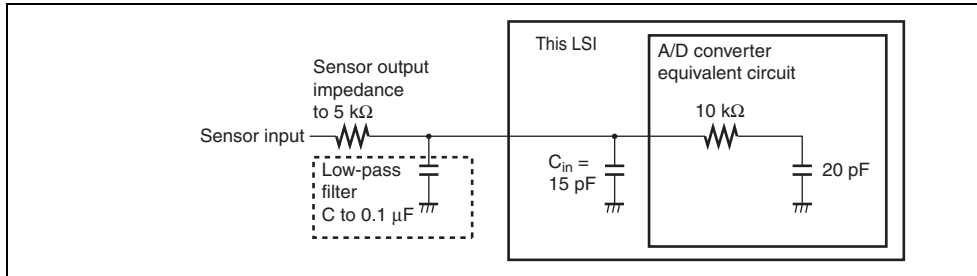 This LSI
A/D converter
equivalent circuit
Sensor output
impedance
to 5 kΩ
10 kΩ
Sensor input
Low-pass
filter
C to 0.1 μF
C_in =
15 pF
20 pF